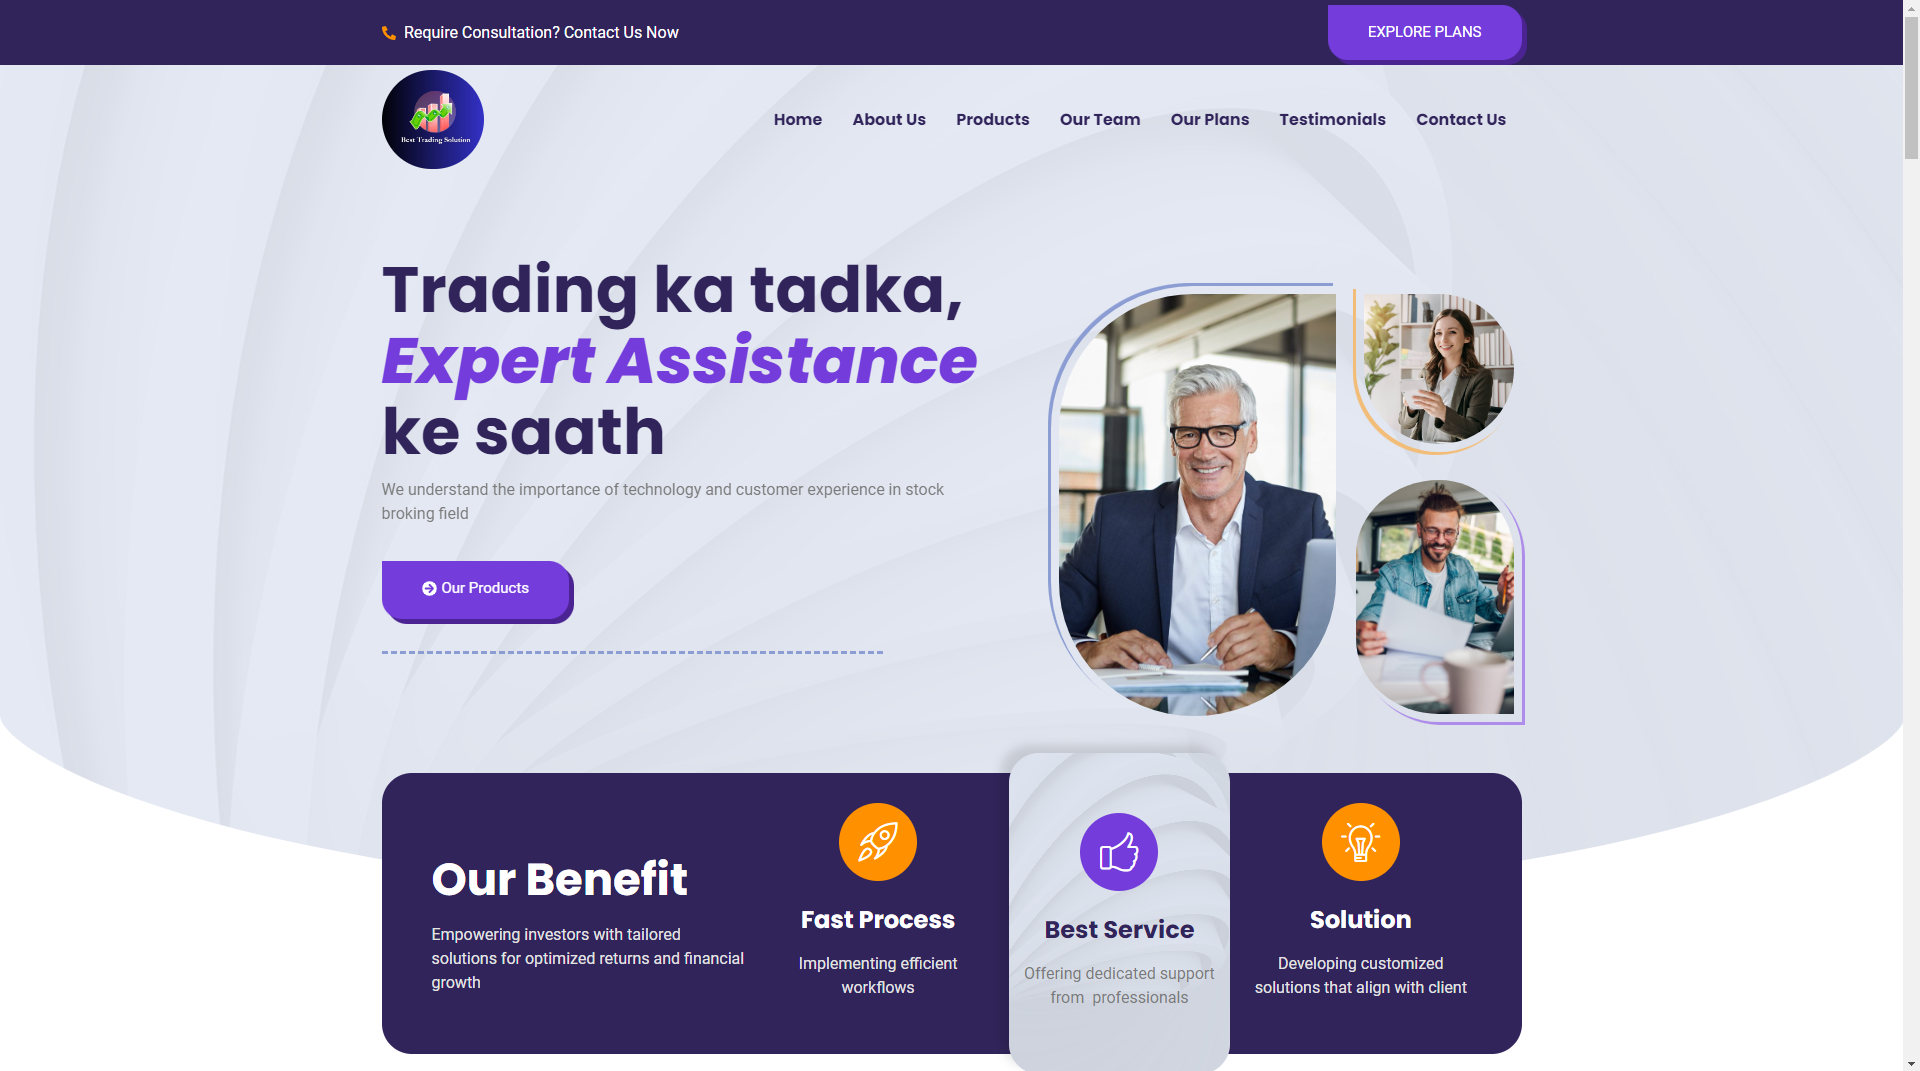 Require Consultation? Contact Us Now
EXPLORE PLANS
Best Trading Solution
Home
About Us
Products
Our Team
Our Plans
Testimonials
Contact Us
Trading ka tadka,
Expert Assistance
ke saath
We understand the importance of technology and customer experience in stock
broking field
Our Products
Our Benefit
Empowering investors with tailored
solutions for optimized returns and financial
growth
Fast Process
Implementing efficient
workflows
Best Service
Offering dedicated support
from professionals
Solution
Developing customized
solutions that align with client